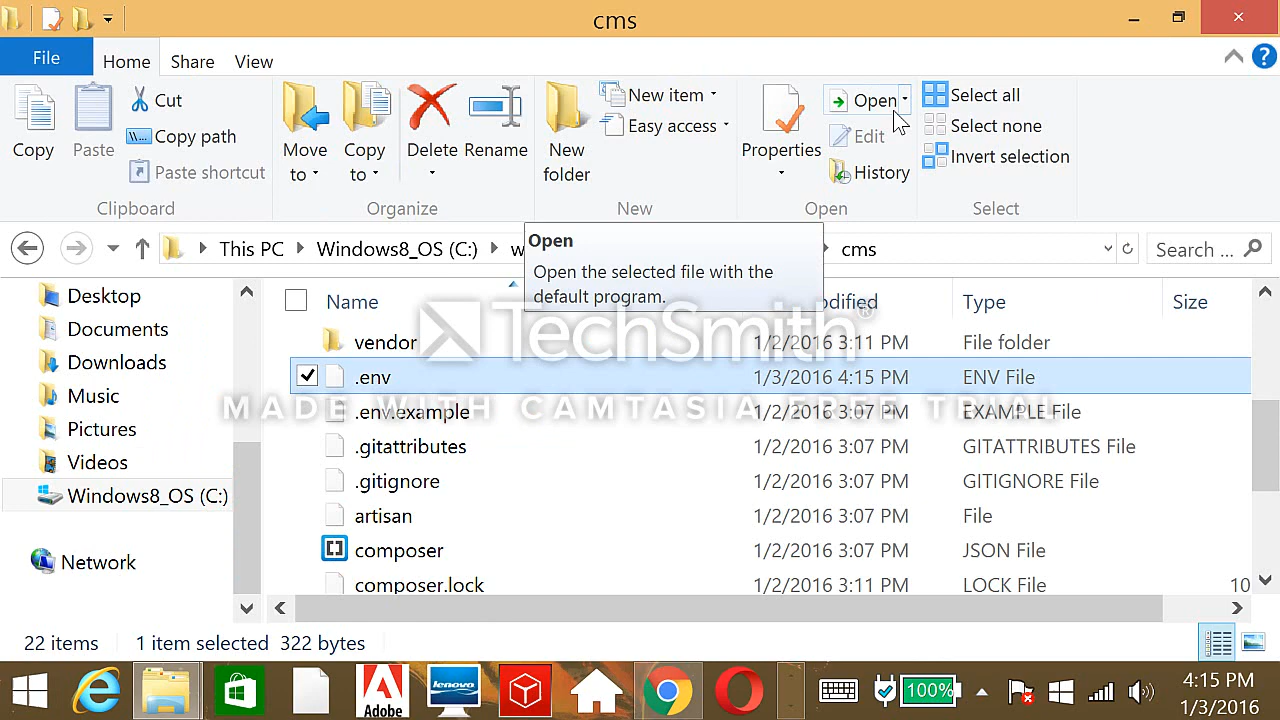 cms
File Home Share View
Copy
Paste
Cut
Copy path
Paste shortcut
Clipboard
Move to
Copy to
Delete
Rename
Organize
New folder
New item
Easy access
New
Properties
Open
Edit
History
Open
Select all
Select none
Invert selection
Select
This PC Windows8_OS (C:) w cms
Search ...
Open
Open the selected file with the
default program.
Desktop
Documents
Downloads
Music
Pictures
Videos
Windows8_OS (C:)
Network
Name odified Type Size
vendor 1/2/2016 3:11 PM File folder
.env 1/3/2016 4:15 PM ENV File
.env.example 1/2/2016 3:07 PM EXAMPLE File
.gitattributes 1/2/2016 3:07 PM GITATTRIBUTES File
.gitignore 1/2/2016 3:07 PM GITIGNORE File
artisan 1/2/2016 3:07 PM File
composer 1/2/2016 3:07 PM JSON File
composer.lock 1/2/2016 3:11 PM LOCK File 10
TechSmith®
MADE WITH CAMTASIA FREE TRIAL
22 items 1 item selected 322 bytes
Adobe
lenovo
100%
4:15 PM
1/3/2016